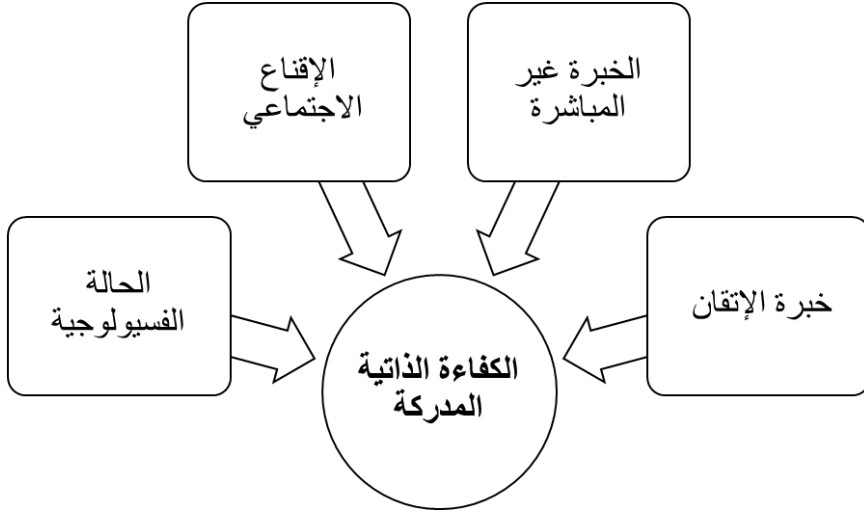 الخبرة غير
المباشرة
الإقناع
الاجتماعي
خبرة الإتقان
الحالة
الفسيولوجية
الكفاءة الذاتية
المدركة